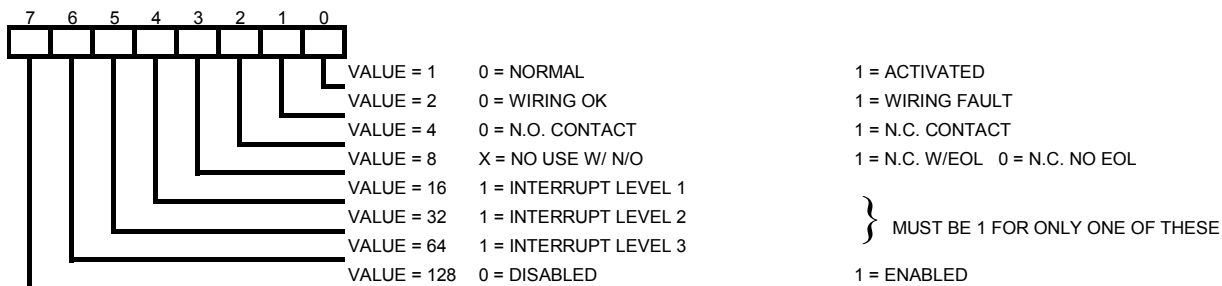 7 6 5 4 3 2 1 0
VALUE = 1 0 = NORMAL 1 = ACTIVATED
VALUE = 2 0 = WIRING OK 1 = WIRING FAULT
VALUE = 4 0 = N.O. CONTACT 1 = N.C. CONTACT
VALUE = 8 X = NO USE W/ N/O 1 = N.C. W/EOL 0 = N.C. NO EOL
VALUE = 16 1 = INTERRUPT LEVEL 1
VALUE = 32 1 = INTERRUPT LEVEL 2
} MUST BE 1 FOR ONLY ONE OF THESE
VALUE = 64 1 = INTERRUPT LEVEL 3
VALUE = 128 0 = DISABLED 1 = ENABLED